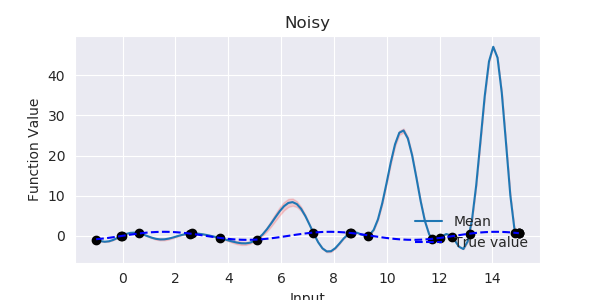 Noisy
Function Value
40
30
20
10
0
Mean
True value
0 2 4 6 8 10 12 14
Input